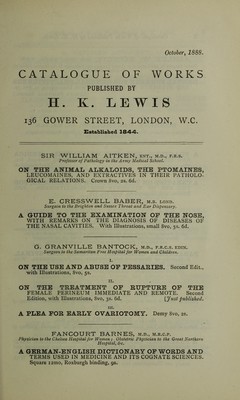 October, 1888.
CATALOGUE OF WORKS
PUBLISHED BY
H. K. LEWIS
136 GOWER STREET, LONDON, W.C.
Established 1844.
SIR WILLIAM AITKEN, KNT., M.D., F.R.S.
Professor of Pathology in the Army Medical School.
ON THE ANIMAL ALKALOIDS, THE PTOMAINES,
LEUCOMAINES, AND EXTRACTIVES IN THEIR PATHOLO-
GICAL RELATIONS. Crown 8vo, 2s. 6d.
E. CRESSWELL BABER, M.B. LOND.
Surgeon to the Brighton and Sussex Throat and Ear Dispensary.
A GUIDE TO THE EXAMINATION OF THE NOSE,
WITH REMARKS ON THE DIAGNOSIS OF DISEASES OF
THE NASAL CAVITIES. With Illustrations, small 8vo, 5s. 6d.
G. GRANVILLE BANTOCK, M.D., F.R.C.S. EDIN.
Surgeon to the Samaritan Free Hospital for Women and Children.
I.
ON THE USE AND ABUSE OF PESSARIES. Second Edit.,
with Illustrations, 8vo, 5s.
II.
ON THE TREATMENT OF RUPTURE OF THE
FEMALE PERINEUM IMMEDIATE AND REMOTE. Second
Edition, with Illustrations, 8vo, 3s. 6d. [Just published.
III.
A PLEA FOR EARLY OVARIOTOMY. Demy 8vo, 2s.
FANCOURT BARNES, M.D., M.R.C.P.
Physician to the Chelsea Hospital for Women; Obstetric Physician to the Great Northern
Hospital, &c.
A GERMAN-ENGLISH DICTIONARY OF WORDS AND
TERMS USED IN MEDICINE AND ITS COGNATE SCIENCES.
Square 12mo, Roxburgh binding, 9s.